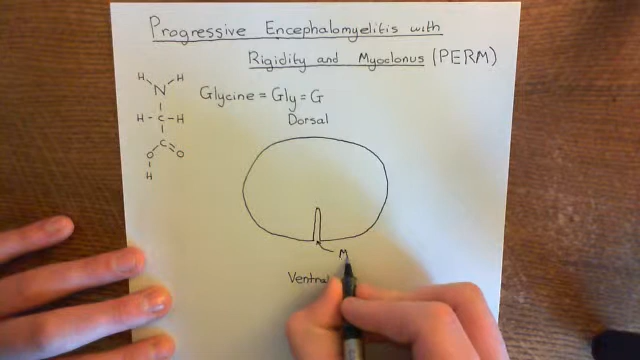 Progressive Encephalomyelitis with
Rigidity and Myoclonus (PERM)
H H
N
Glycine = Gly = G
H-C-H
Dorsal
C
O O
H
M
Ventral